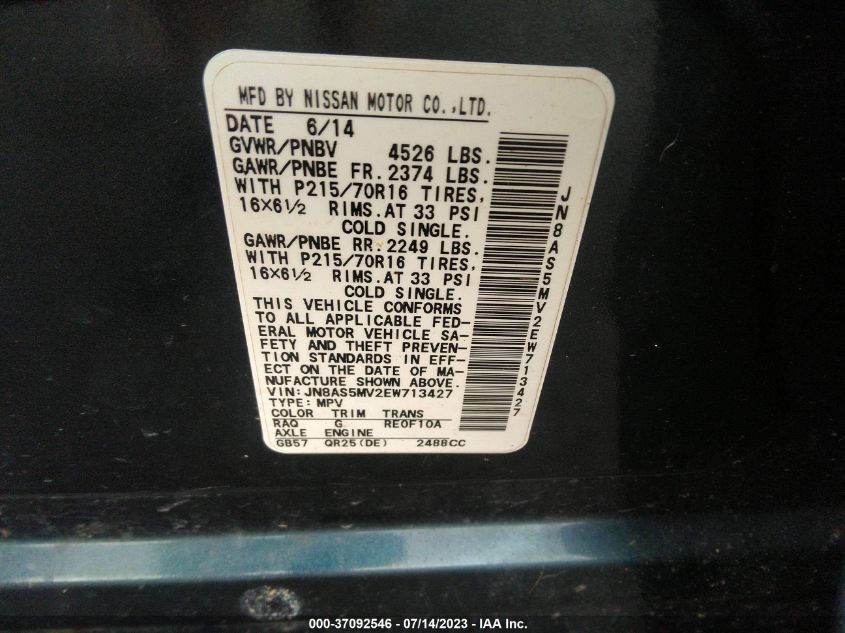 MFD BY NISSAN MOTOR CO.,LTD.
DATE 6/14
GVWR/PNBV 4526 LBS.
GAWR/PNBE FR.2374 LBS.
WITH P215/70R16 TIRES,
16×6½ RIMS.AT 33 PSI
COLD SINGLE.
GAWR/PNBE RR.2249 LBS.
WITH P215/70R16 TIRES,
16×6½ RIMS.AT 33 PSI
COLD SINGLE.
THIS VEHICLE CONFORMS
TO ALL APPLICABLE FED-
ERAL MOTOR VEHICLE SA-
FETY AND THEFT PREVEN-
TION STANDARDS IN EFF-
ECT ON THE DATE OF MA-
NUFACTURE SHOWN ABOVE.
VIN:JN8AS5MV2EW713427
TYPE:MPV
COLOR TRIM TRANS
RAQ G RE0F10A
AXLE ENGINE
GB57 QR25(DE) 2488CC
JN8AS5MV2EW713427
000-37092546 - 07/14/2023 - IAA Inc.